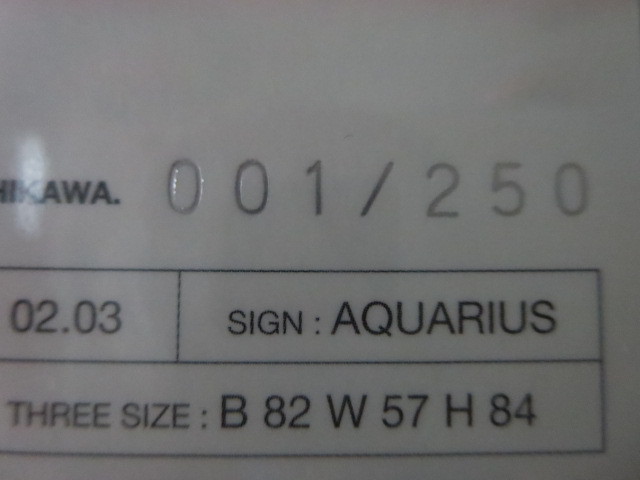 HIKAWA. 001/250
02.03 SIGN : AQUARIUS
THREE SIZE : B 82 W 57 H 84